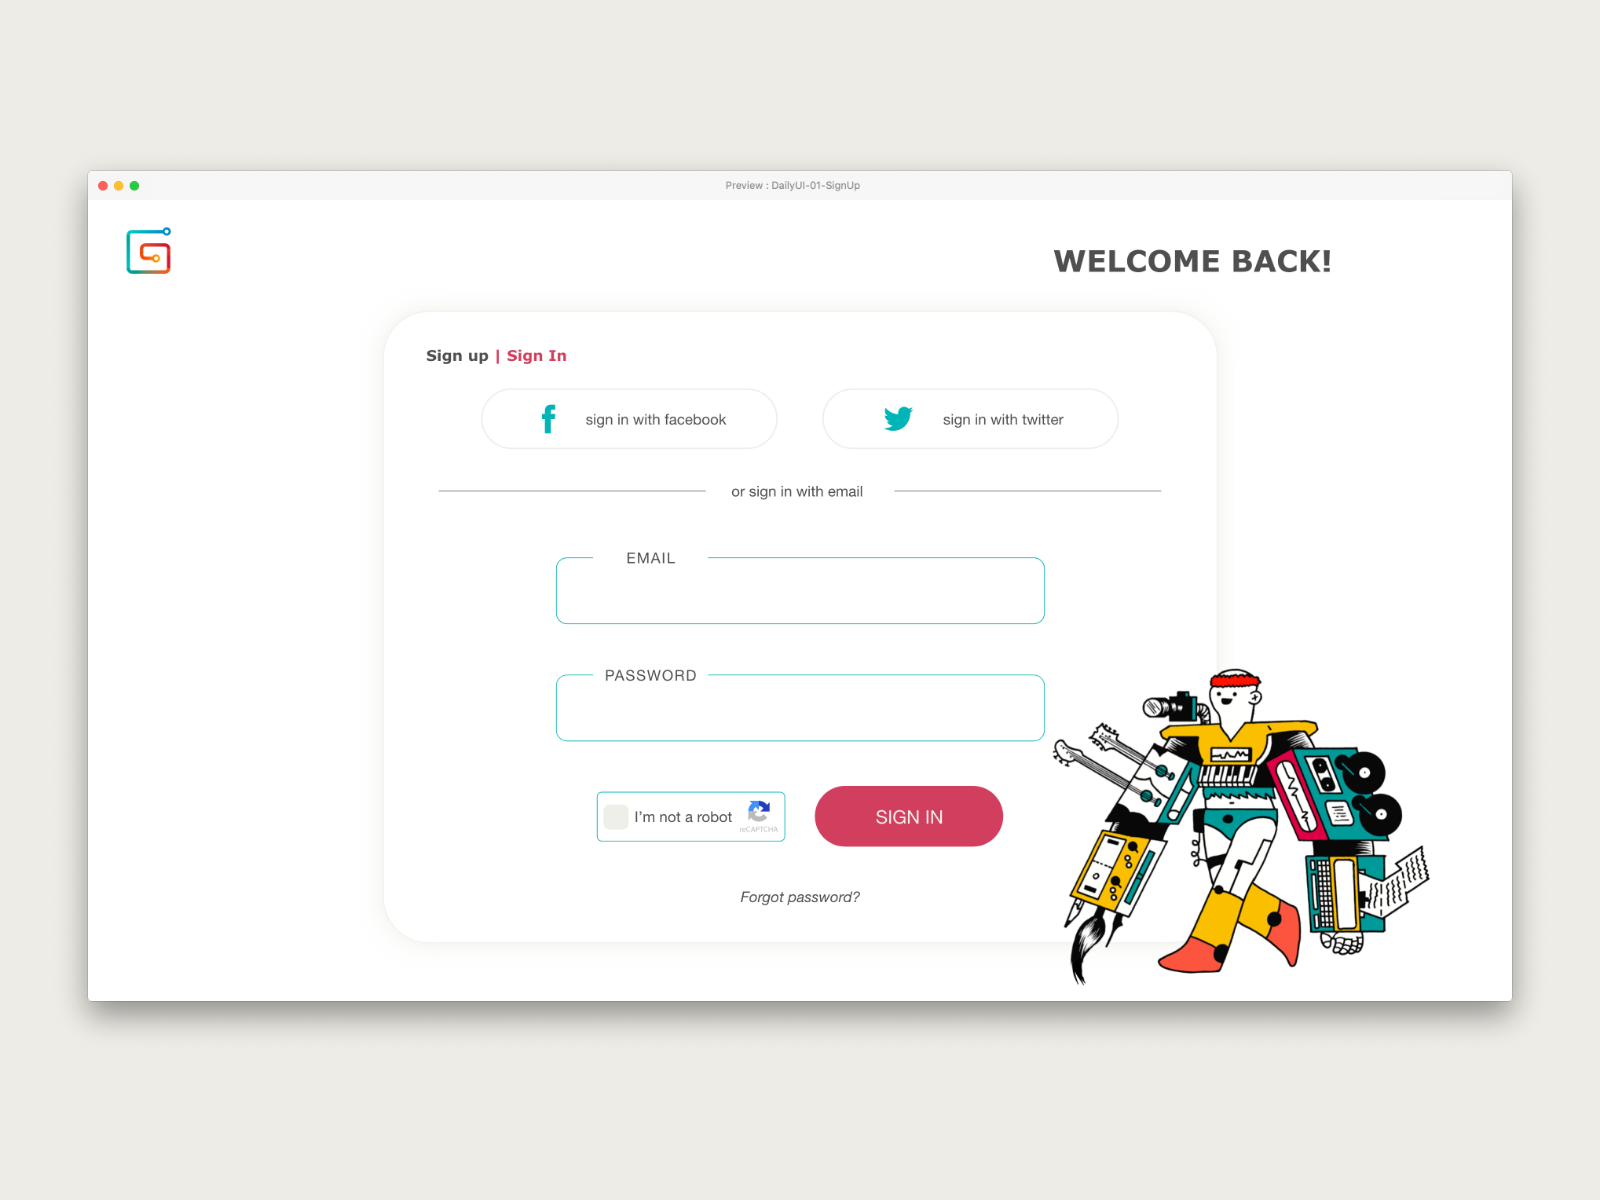 Preview : DailyUI-01-SignUp
WELCOME BACK!
Sign up | Sign In
sign in with facebook
sign in with twitter
or sign in with email
EMAIL
PASSWORD
I'm not a robot
reCAPTCHA
SIGN IN
Forgot password?